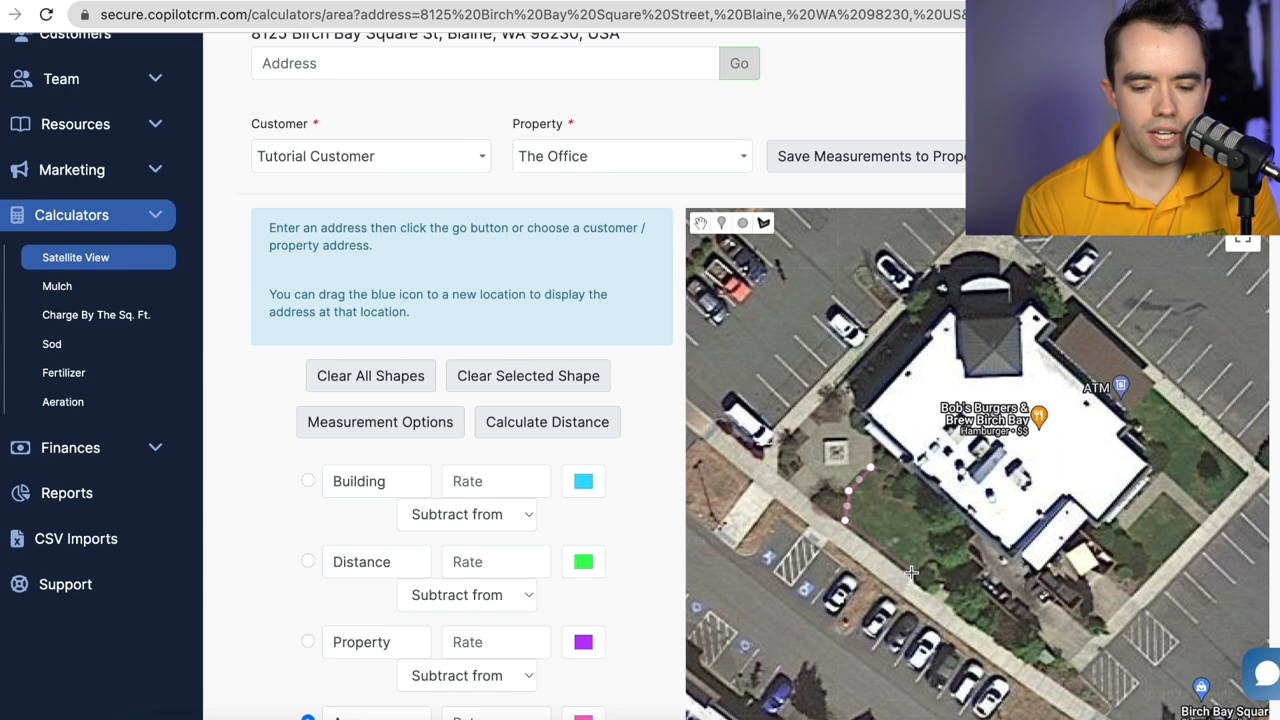 secure.copilotcrm.com/calculators/area?address=8125%20Birch%20Bay%20Square%20Street,%20Blaine,%20WA%2098230,%20US&
Customers
8125 Birch Bay Square St, Blaine, WA 98230, USA
Address
Go
Team
Resources
Customer *
Property *
Tutorial Customer
The Office
Save Measurements to Prope
Marketing
Calculators
Satellite View
Mulch
Charge By The Sq. Ft.
Sod
Fertilizer
Aeration
Finances
Reports
CSV Imports
Support
Enter an address then click the go button or choose a customer /
property address.
You can drag the blue icon to a new location to display the
address at that location.
Clear All Shapes
Clear Selected Shape
Measurement Options
Calculate Distance
Building
Rate
Subtract from
Distance
Rate
Subtract from
Property
Rate
Subtract from
ATM
Bob's Burgers &
Brew Birch Bay
Hamburger • $$
Birch Bay Squar